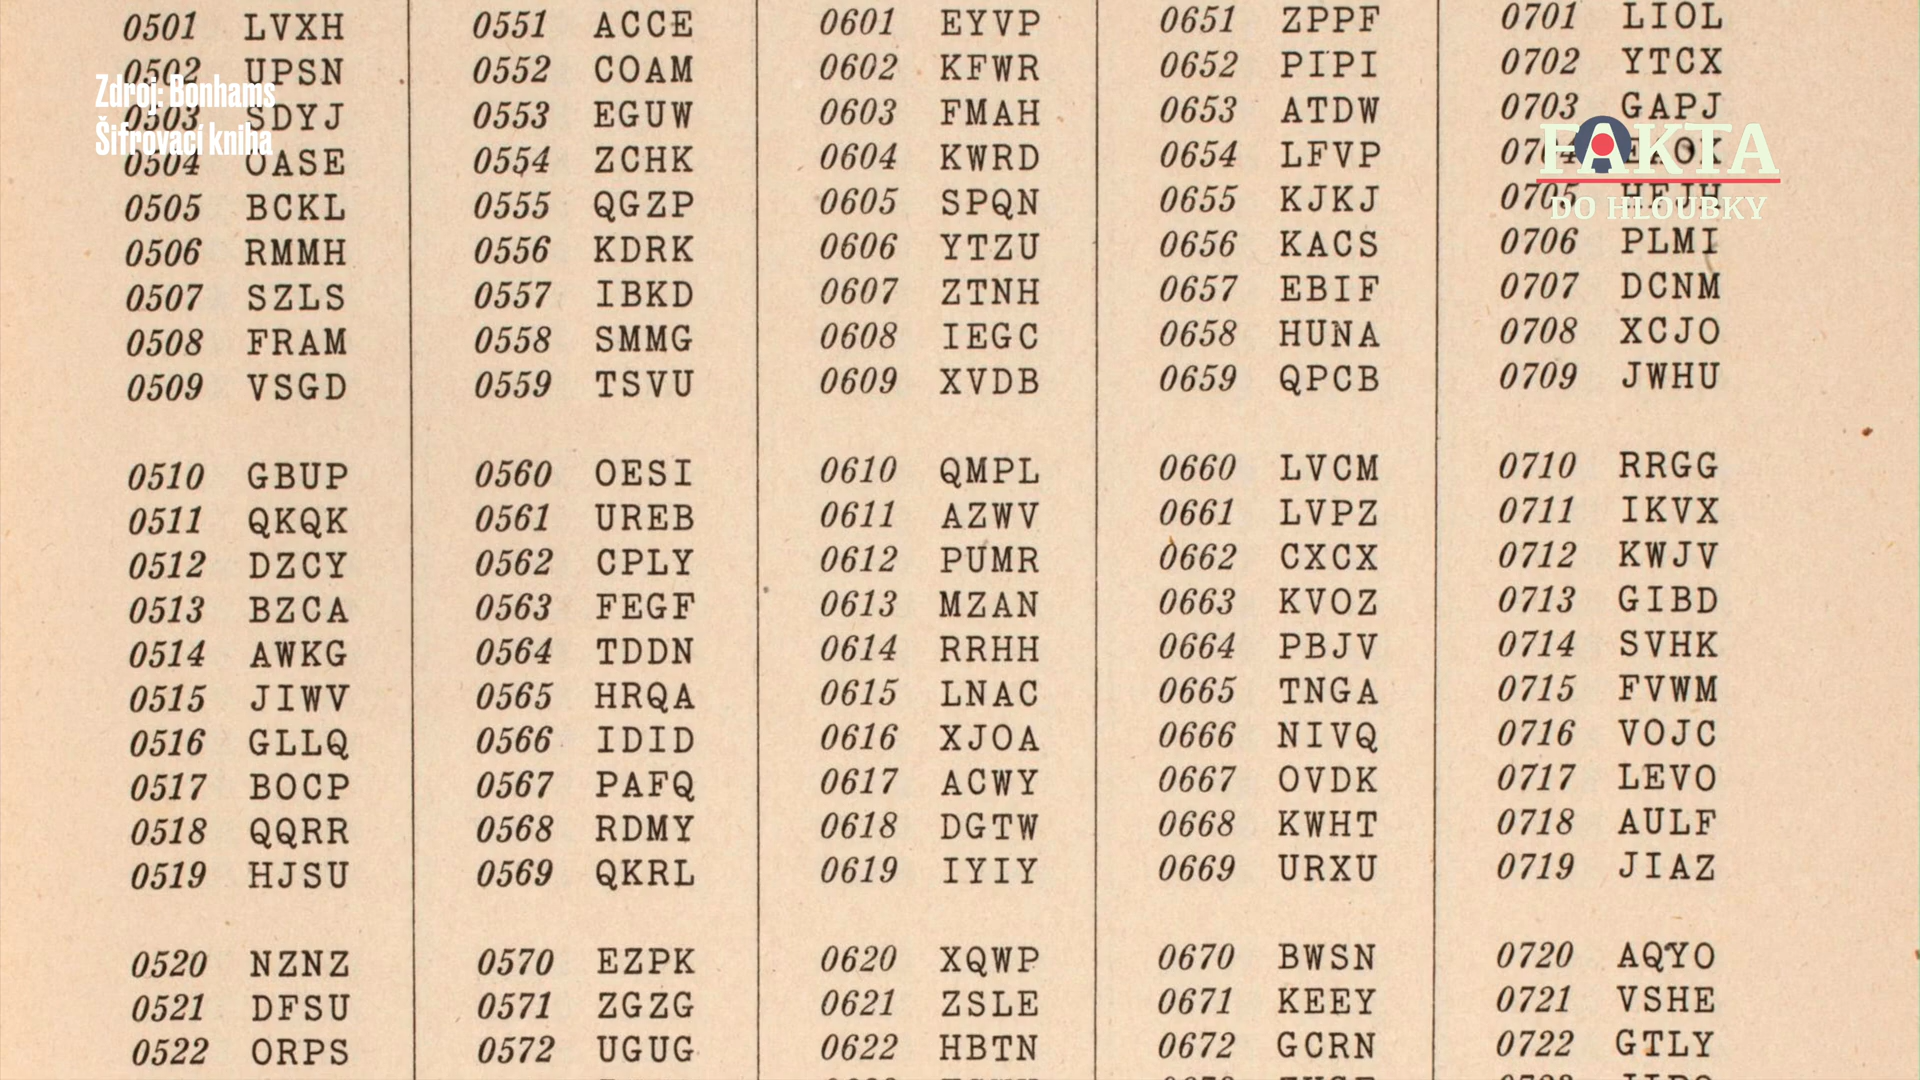 0501 LVXH 0551 ACCE 0601 EYVP 0651 ZPPF 0701 LIOL
0502 UPSN 0552 COAM 0602 KFWR 0652 PIPI 0702 YTCX
Zdroj: Bonhams
0503 SDYJ 0553 EGUW 0603 FMAH 0653 ATDW 0703 GAPJ
Šifrovací kniha
FAKTA
0504 OASE 0554 ZCHK 0604 KWRD 0654 LFVP 0704
0505 BCKL 0555 QGZP 0605 SPQN 0655 KJKJ 0705 HFJH
DO HLOUBKY
0506 RMMH 0556 KDRK 0606 YTZU 0656 KACS 0706 PLMI
0507 SZLS 0557 IBKD 0607 ZTNH 0657 EBIF 0707 DCNM
0508 FRAM 0558 SMMG 0608 IEGC 0658 HUNA 0708 XCJO
0509 VSGD 0559 TSVU 0609 XVDB 0659 QPCB 0709 JWHU
0510 GBUP 0560 OESI 0610 QMPL 0660 LVCM 0710 RRGG
0511 QKQK 0561 UREB 0611 AZWV 0661 LVPZ 0711 IKVX
0512 DZCY 0562 CPLY 0612 PUMR 0662 CXCX 0712 KWJV
0513 BZCA 0563 FEGF 0613 MZAN 0663 KVOZ 0713 GIBD
0514 AWKG 0564 TDDN 0614 RRHH 0664 PBJV 0714 SVHK
0515 JIWV 0565 HRQA 0615 LNAC 0665 TNGA 0715 FVWM
0516 GLLQ 0566 IDID 0616 XJOA 0666 NIVQ 0716 VOJC
0517 BOCP 0567 PAFQ 0617 ACWY 0667 OVDK 0717 LEVO
0518 QQRR 0568 RDMY 0618 DGTW 0668 KWHT 0718 AULF
0519 HJSU 0569 QKRL 0619 IYIY 0669 URXU 0719 JIAZ
0520 NZNZ 0570 EZPK 0620 XQWP 0670 BWSN 0720 AQYO
0521 DFSU 0571 ZGZG 0621 ZSLE 0671 KEEY 0721 VSHE
0522 ORPS 0572 UGUG 0622 HBTN 0672 GCRN 0722 GTLY